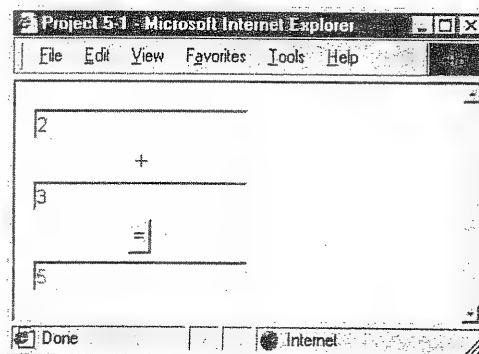 Project 5-1 - Microsoft Internet Explorer
File Edit View Favorites Tools Help
2
+
3
=
5
Done Internet